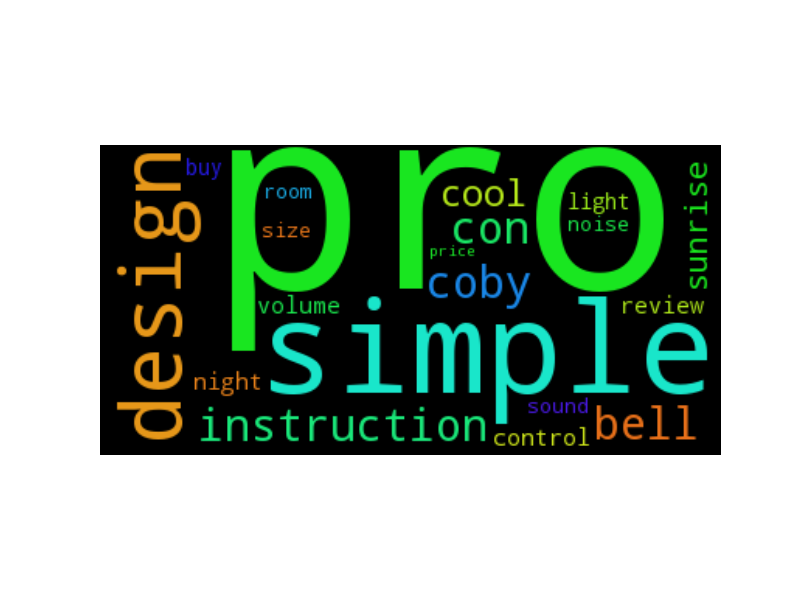 design
buy
pro
room
size
cool
con
price
coby
light
noise
sunrise
volume
simple
review
night
instruction
sound
control
bell